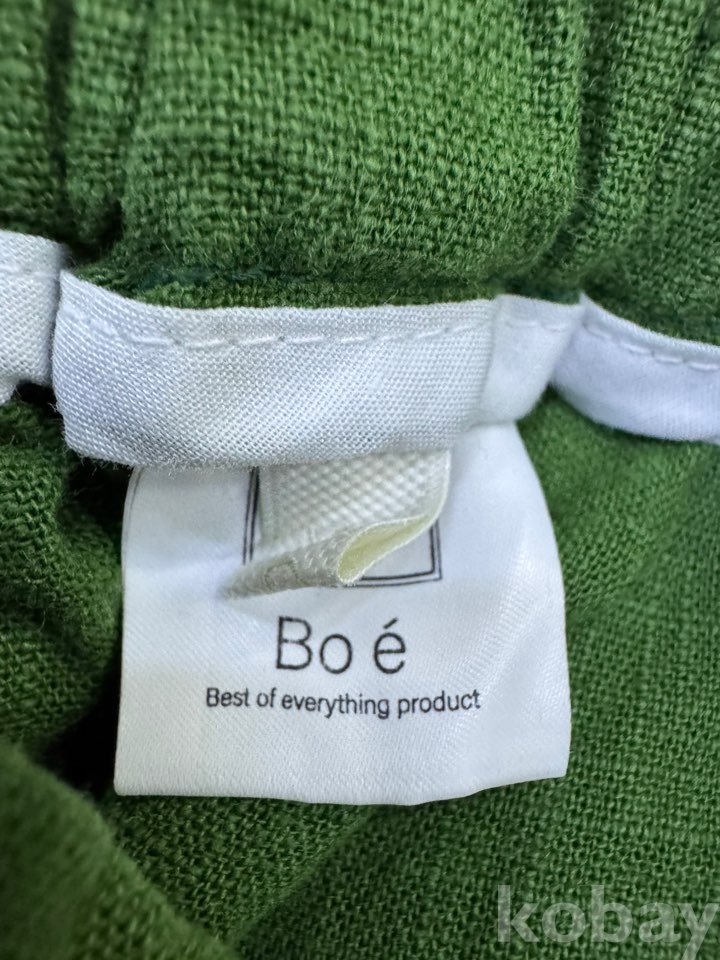 Bo é
Best of everything product
kobay